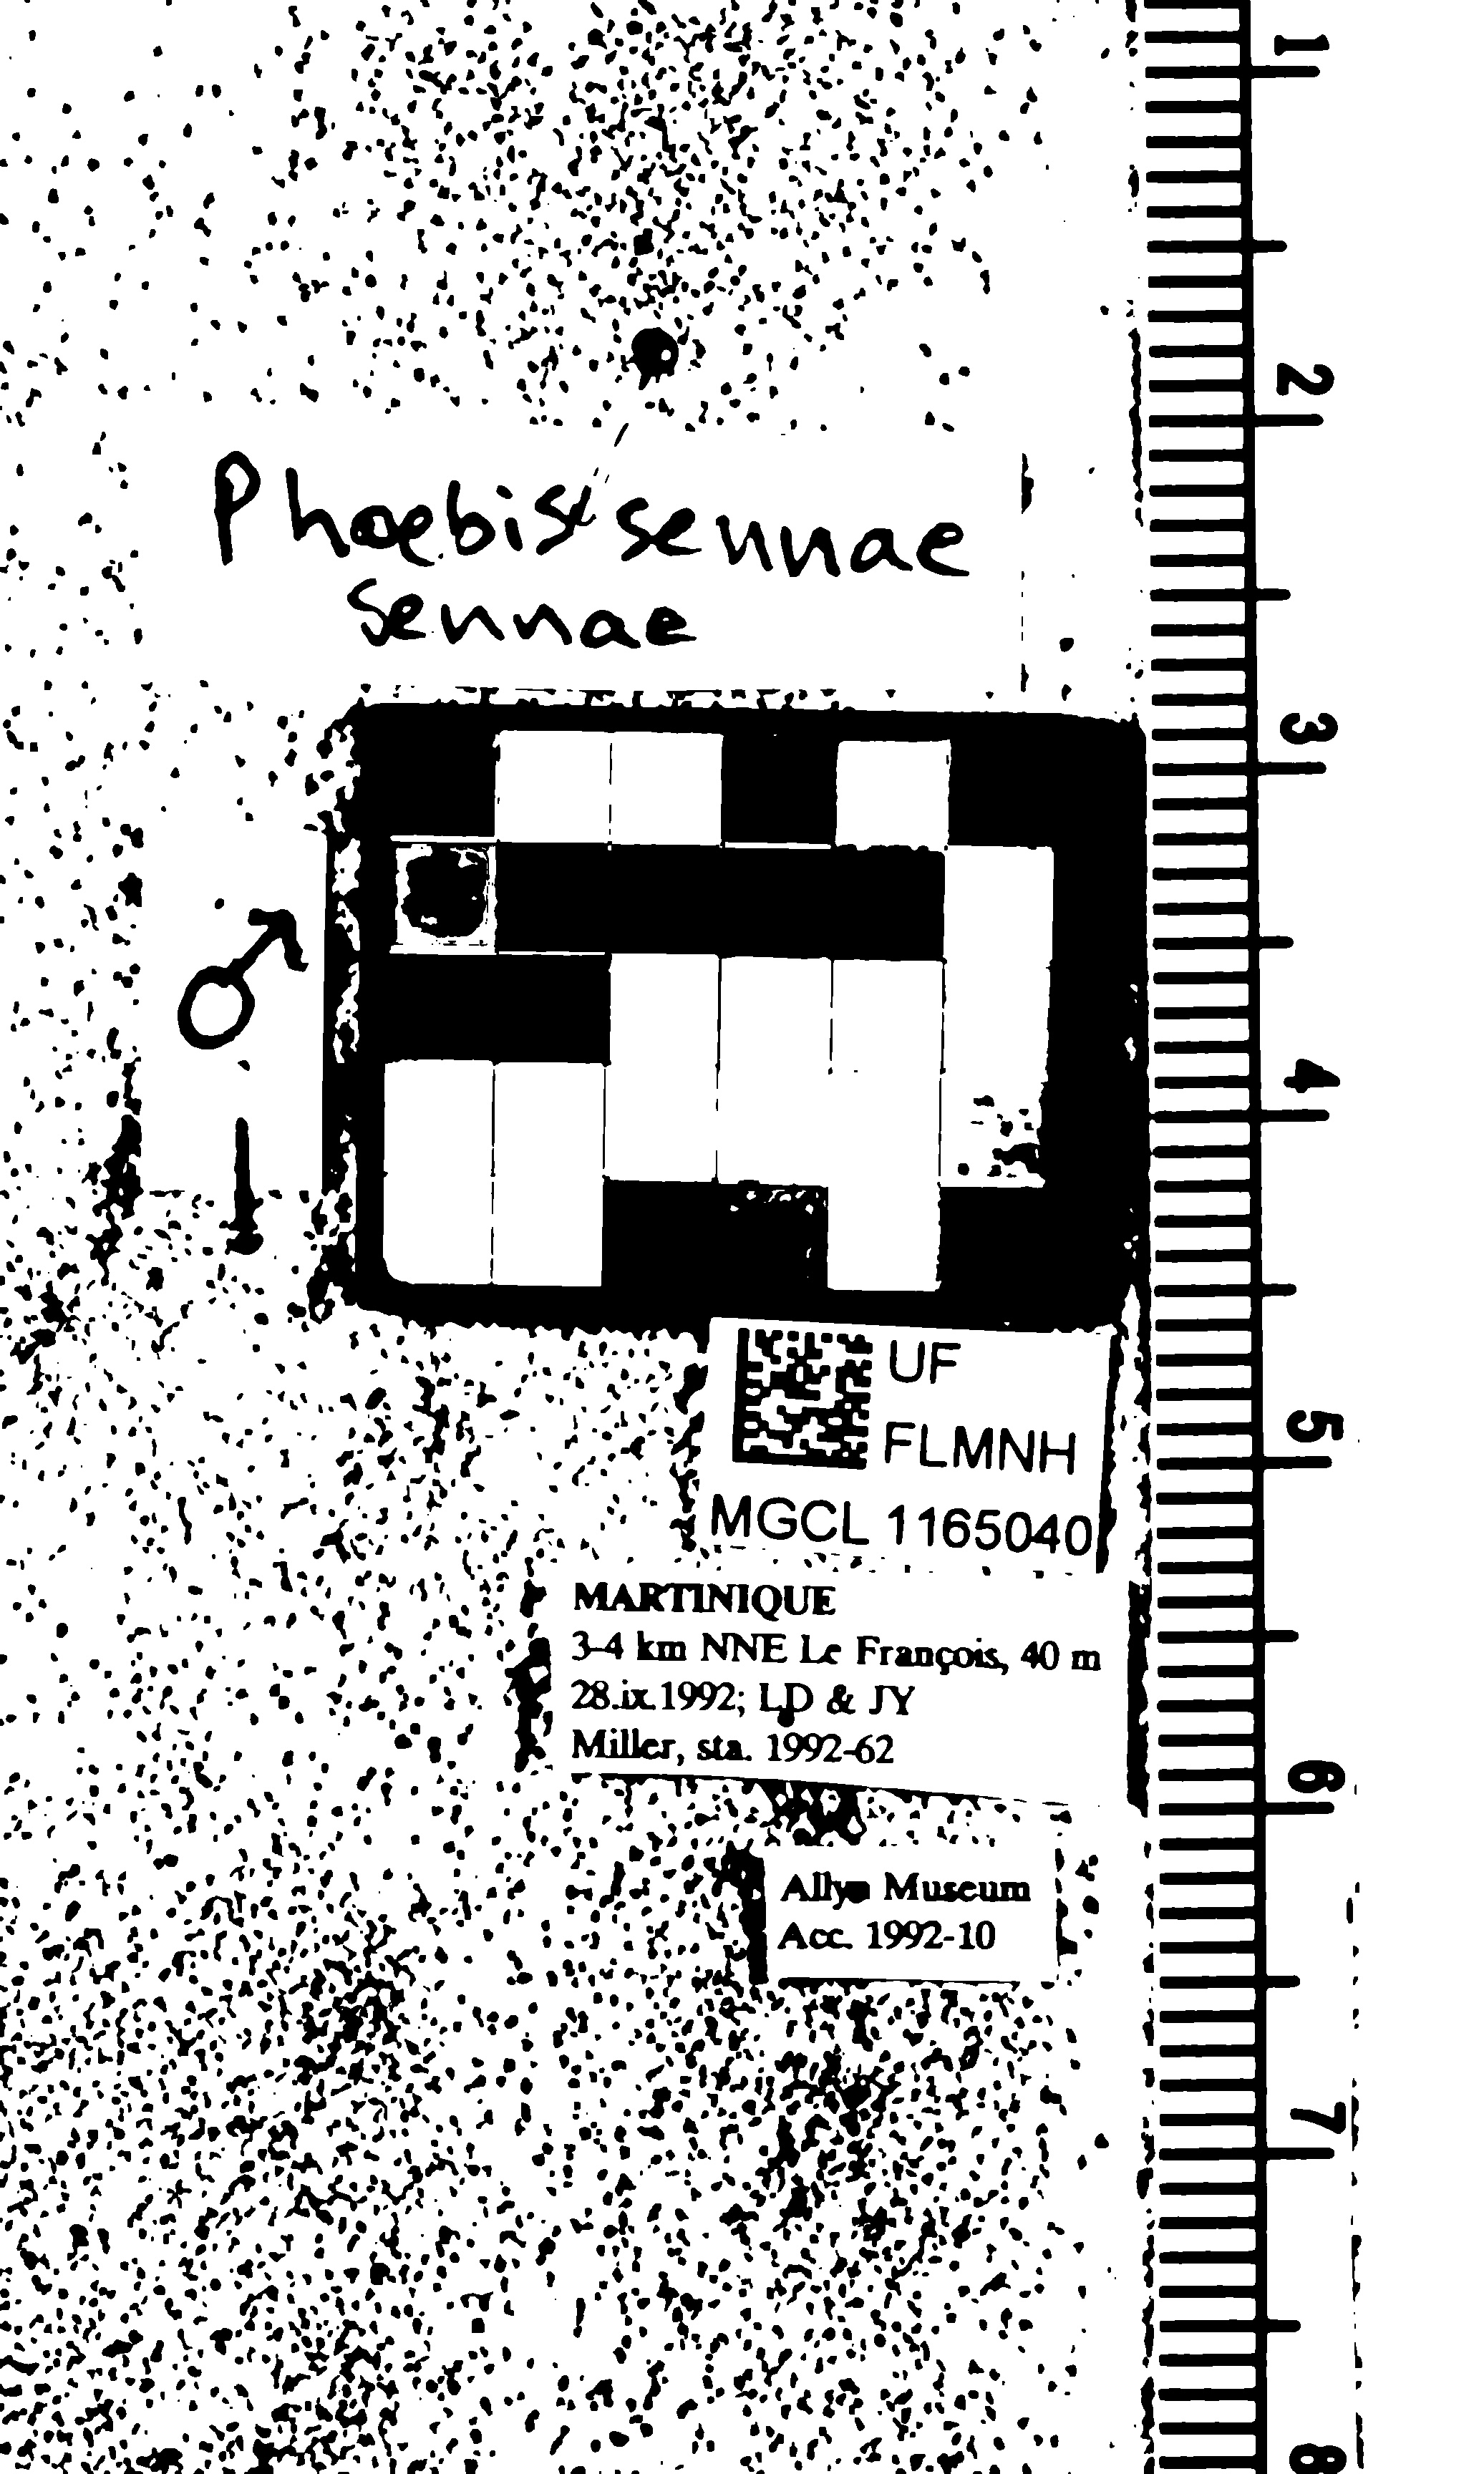 Phoebis sennae
sennae
♂
UF
FLMNH
MGCL 1165040
MARTINIQUE
3-4 km NNE Le François, 40 m
28.ix.1992; LD & JY
Miller, sta. 1992-62
Allyn Museum
Acc. 1992-10
1
2
3
4
5
6
7
8